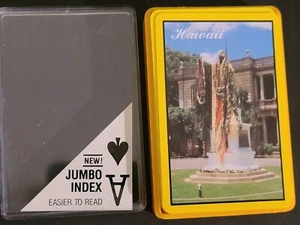 NEW!
JUMBO
INDEX
EASIER TO READ
A
Hawaii